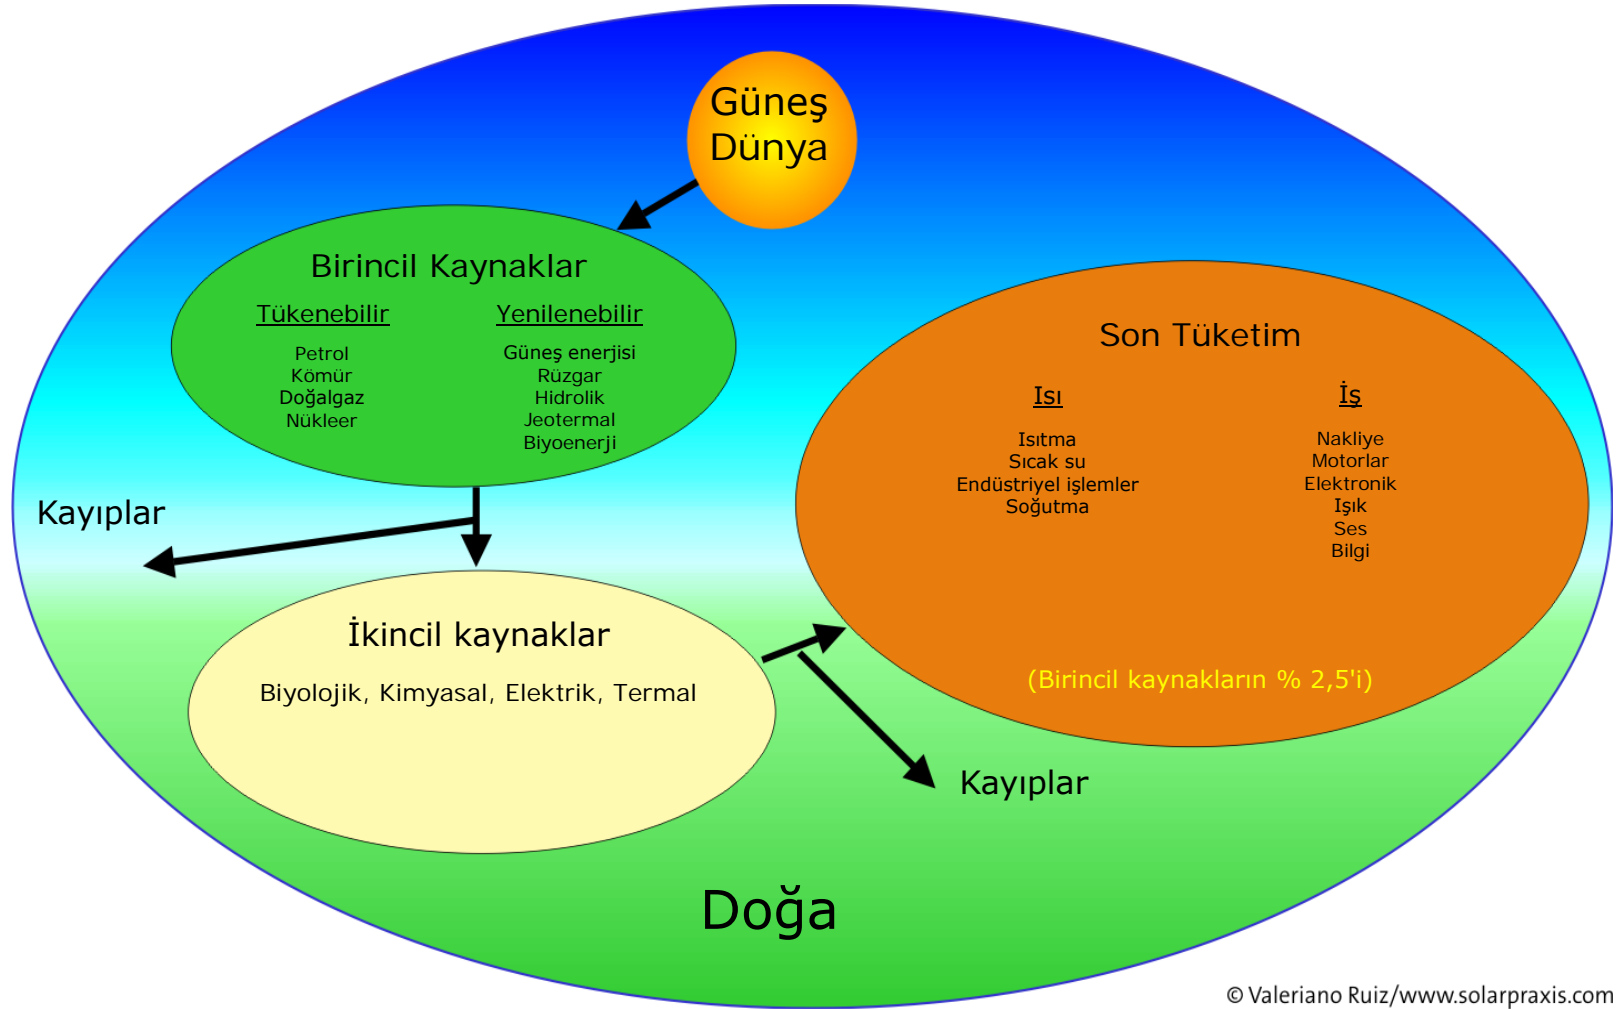 Güneş
Dünya
Birincil Kaynaklar
Tükenebilir
Petrol
Kömür
Doğalgaz
Nükleer
Yenilenebilir
Güneş enerjisi
Rüzgar
Hidrolik
Jeotermal
Biyoenerji
Kayıplar
İkincil kaynaklar
Biyolojik, Kimyasal, Elektrik, Termal
Son Tüketim
Isı
Isıtma
Sıcak su
Endüstriyel işlemler
Soğutma
İş
Nakliye
Motorlar
Elektronik
Işık
Ses
Bilgi
(Birincil kaynakların % 2,5'i)
Kayıplar
Doğa
© Valeriano Ruiz/www.solarpraxis.com